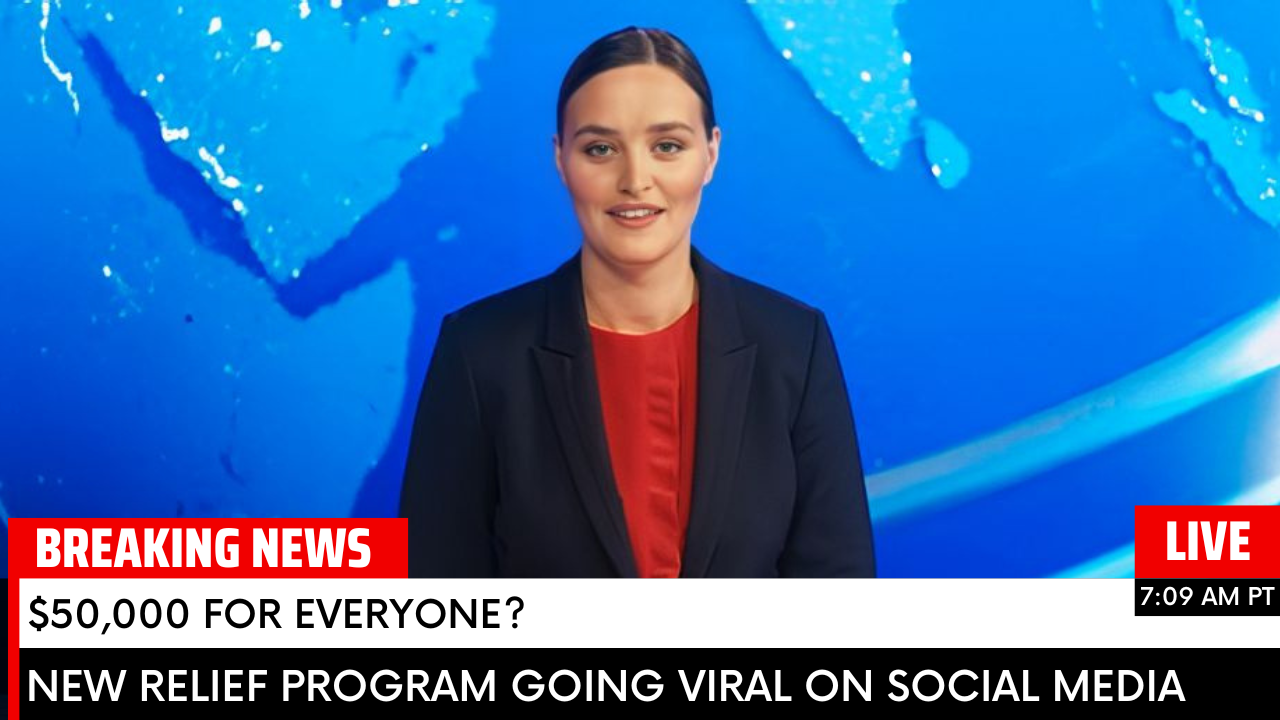 BREAKING NEWS
LIVE
$50,000 FOR EVERYONE?
7:09 AM PT
NEW RELIEF PROGRAM GOING VIRAL ON SOCIAL MEDIA